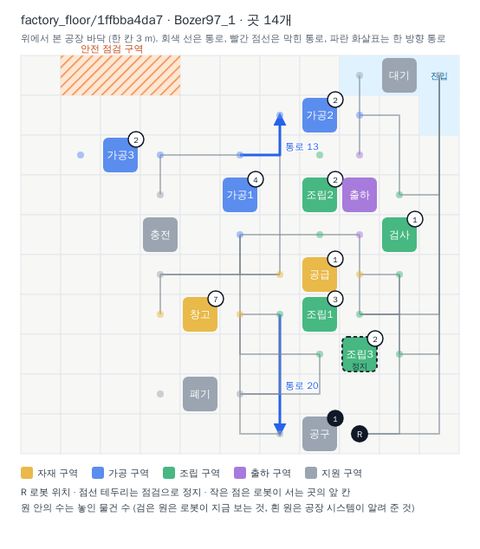 factory_floor/1ffbba4da7 · Bozer97_1 · 곳 14개
위에서 본 공장 바닥 (한 칸 3 m). 회색 선은 통로, 빨간 점선은 막힌 통로, 파란 화살표는 한 방향 통로
안전 점검 구역
대기
진입
가공2 2
통로 13
가공3 2
가공1 4
조립2 2
출하
충전
검사 1
공급 1
창고 7
조립1 3
조립3 2
정지
통로 20
폐기
공구 1
R
자재 구역 가공 구역 조립 구역 출하 구역 지원 구역
R 로봇 위치 · 점선 테두리는 점검으로 정지 · 작은 점은 로봇이 서는 곳의 앞 칸
원 안의 수는 놓인 물건 수 (검은 원은 로봇이 지금 보는 것, 흰 원은 공장 시스템이 알려 준 것)